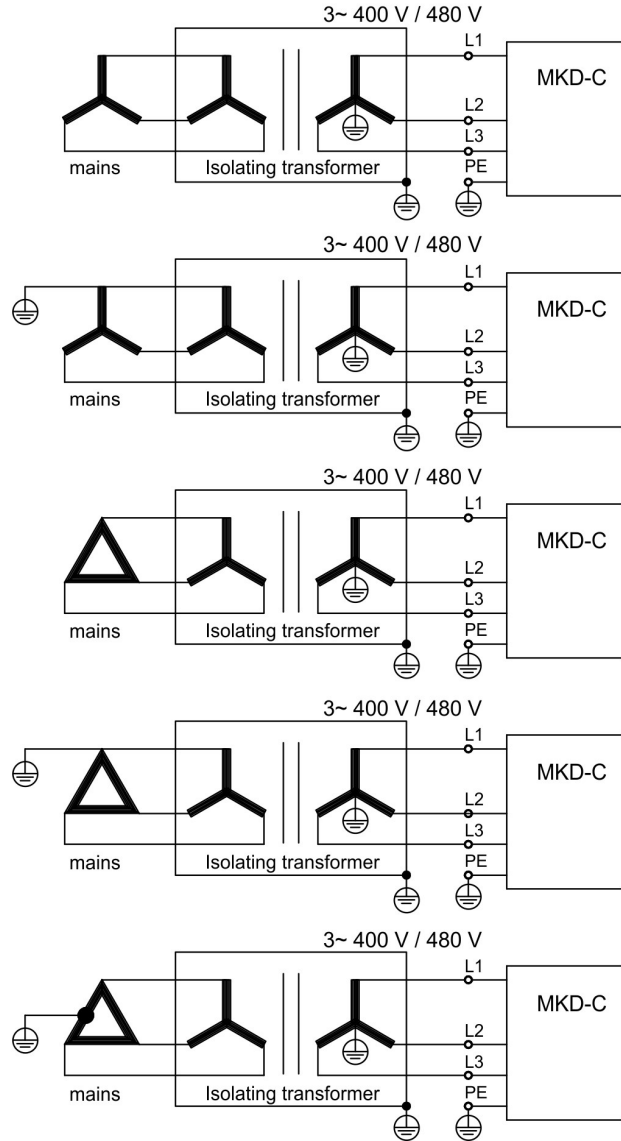 3~ 400 V / 480 V
L1
MKD-C
L2
L3
PE
mains
Isolating transformer
3~ 400 V / 480 V
L1
MKD-C
L2
L3
PE
mains
Isolating transformer
3~ 400 V / 480 V
L1
MKD-C
L2
L3
PE
mains
Isolating transformer
3~ 400 V / 480 V
L1
MKD-C
L2
L3
PE
mains
Isolating transformer
3~ 400 V / 480 V
L1
MKD-C
L2
L3
PE
mains
Isolating transformer